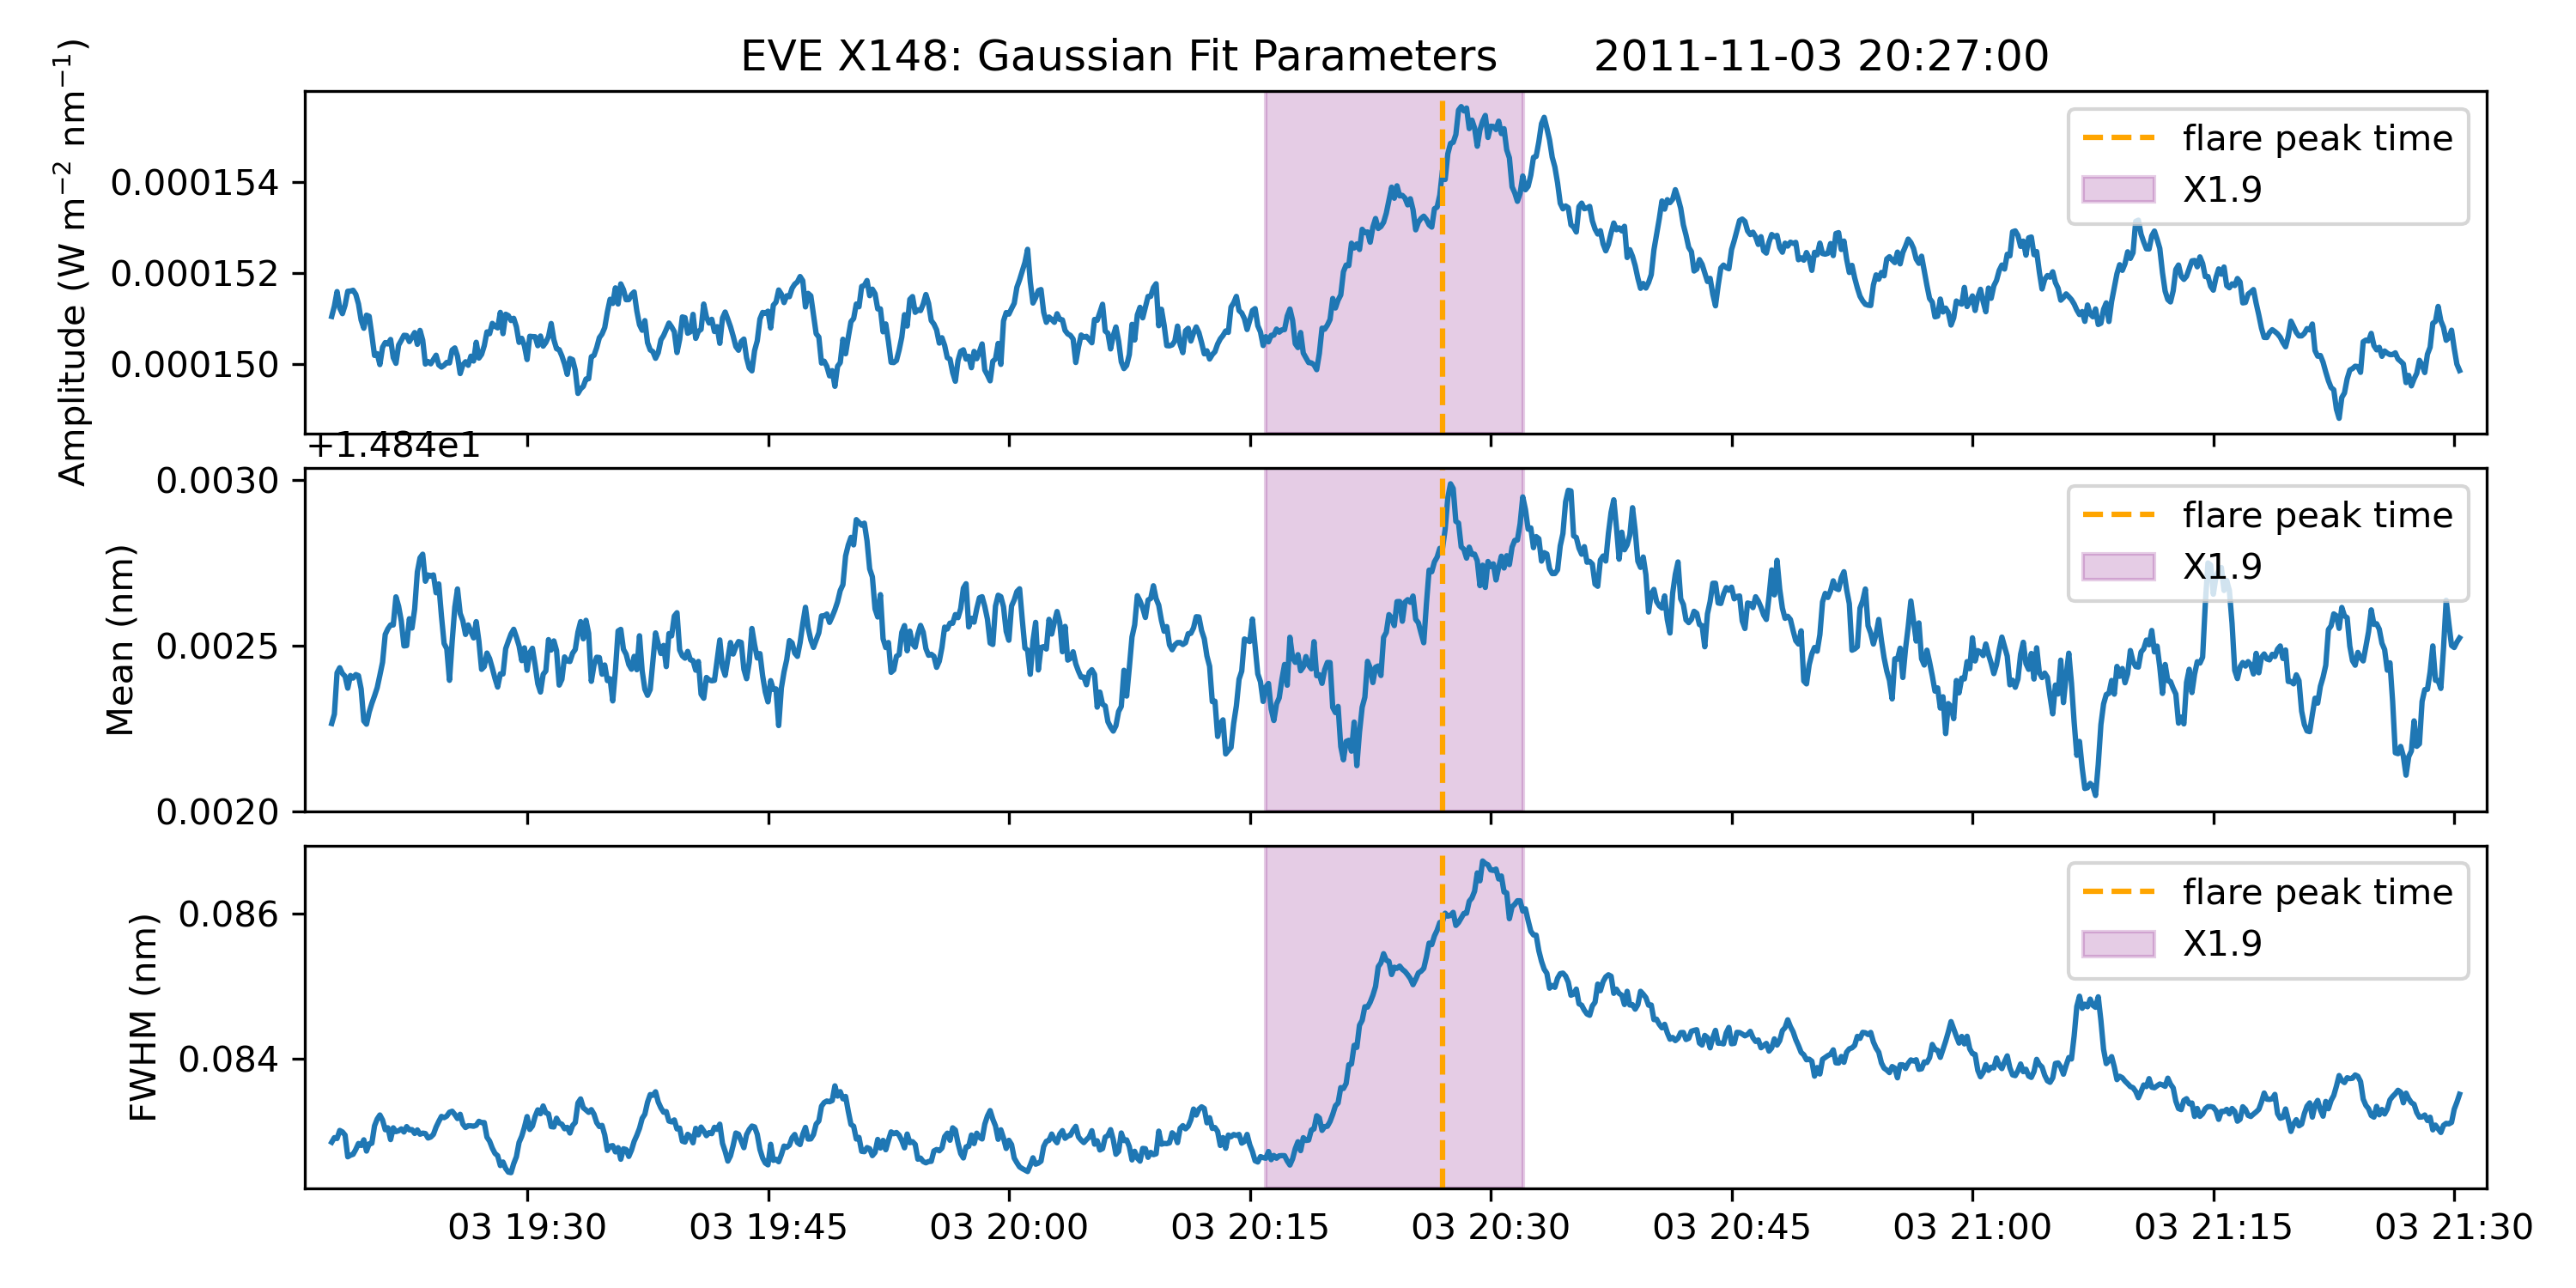 EVE X148: Gaussian Fit Parameters 2011-11-03 20:27:00
Amplitude (W m⁻² nm⁻¹)
0.000154
0.000152
0.000150
flare peak time
X1.9
+1.484e1
Mean (nm)
0.0030
0.0025
0.0020
flare peak time
X1.9
FWHM (nm)
0.086
0.084
flare peak time
X1.9
03 19:30 03 19:45 03 20:00 03 20:15 03 20:30 03 20:45 03 21:00 03 21:15 03 21:30